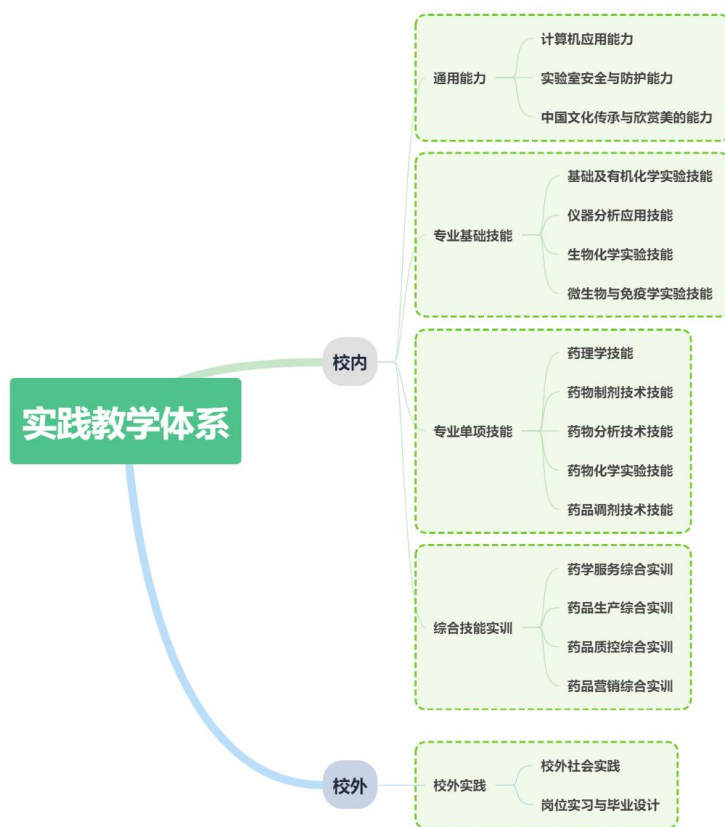 实践教学体系
校内
通用能力
计算机应用能力
实验室安全与防护能力
中国文化传承与欣赏美的能力
专业基础技能
基础及有机化学实验技能
仪器分析应用技能
生物化学实验技能
微生物与免疫学实验技能
专业单项技能
药理学技能
药物制剂技术技能
药物分析技术技能
药物化学实验技能
药品调剂技术技能
综合技能实训
药学服务综合实训
药品生产综合实训
药品质控综合实训
药品营销综合实训
校外
校外实践
校外社会实践
岗位实习与毕业设计